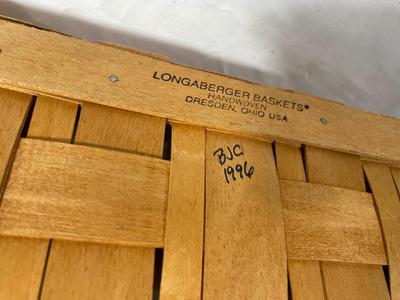 LONGABERGER BASKETS®
HANDWOVEN
DRESDEN, OHIO USA
BJC
1996